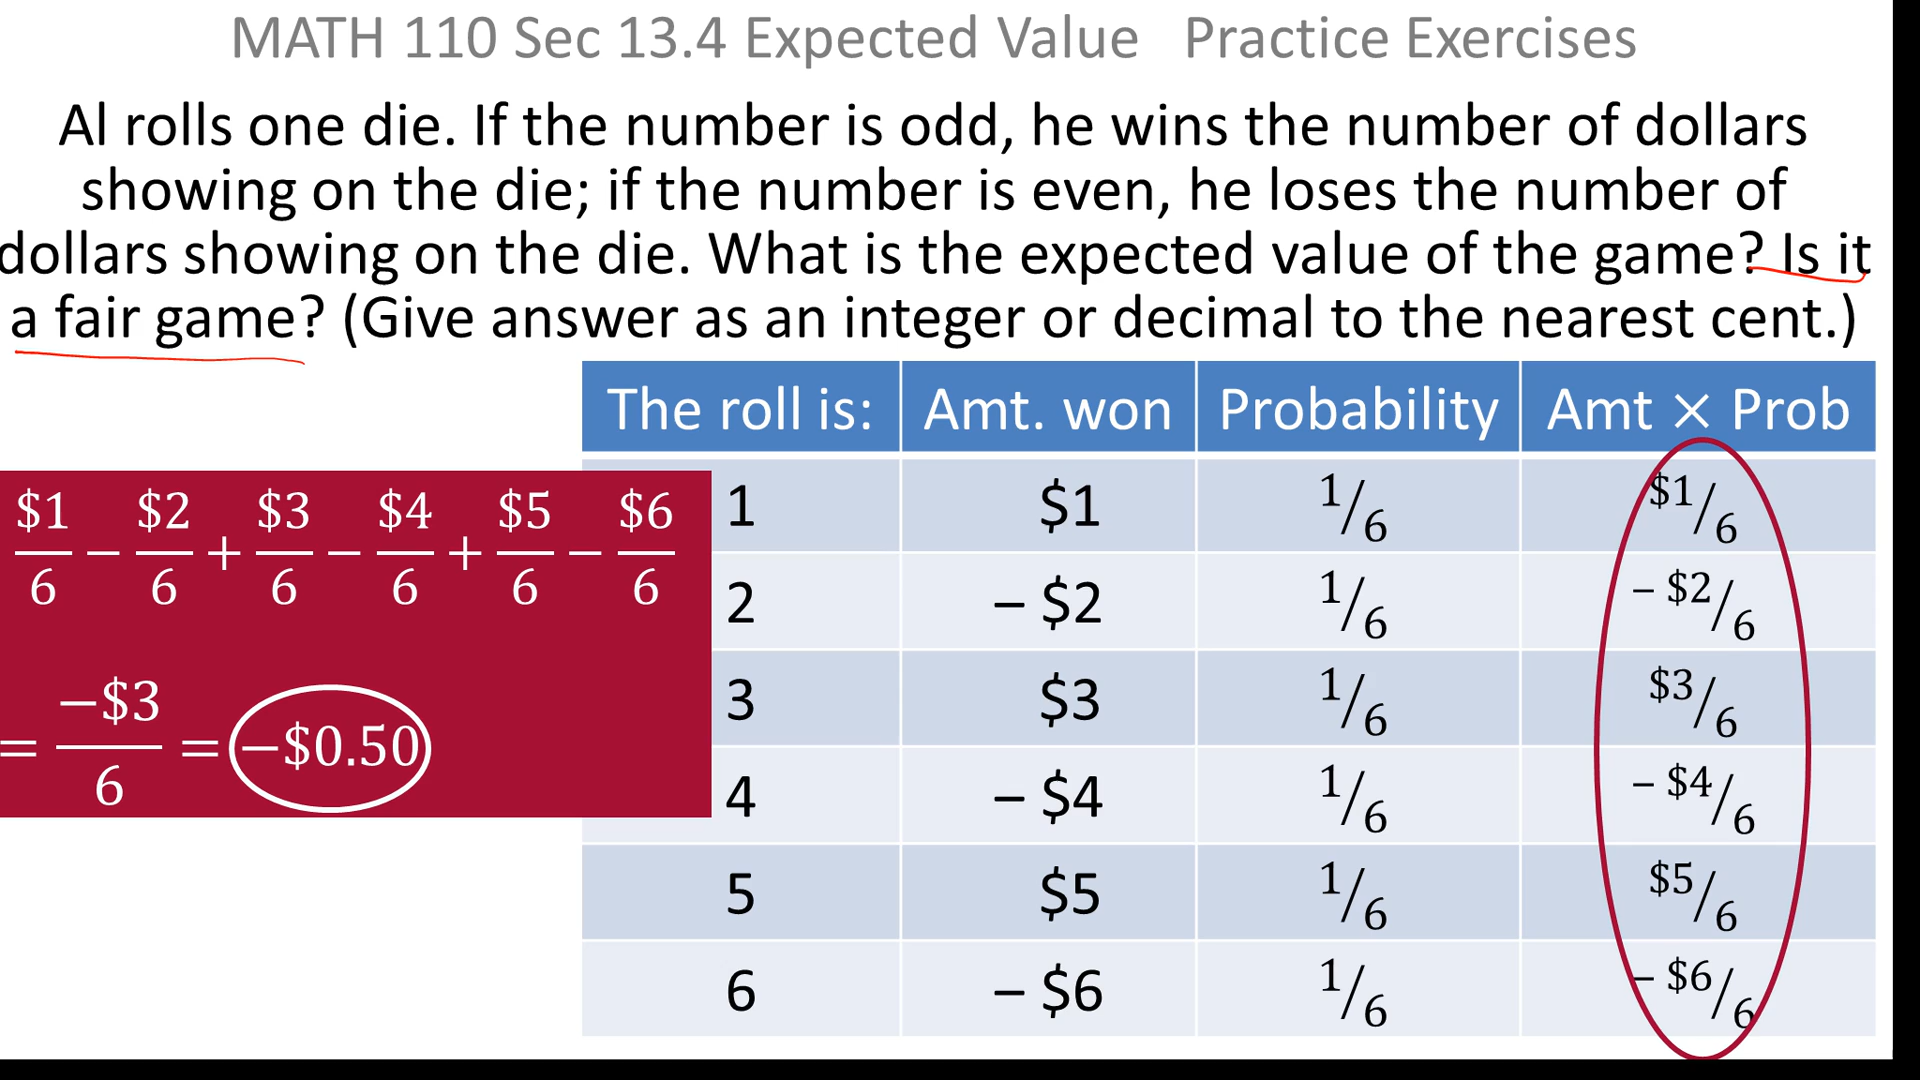 MATH 110 Sec 13.4 Expected Value Practice Exercises
Al rolls one die. If the number is odd, he wins the number of dollars
showing on the die; if the number is even, he loses the number of
dollars showing on the die. What is the expected value of the game? Is it
a fair game? (Give answer as an integer or decimal to the nearest cent.)
The roll is: Amt. won Probability Amt × Prob
1 $1 1/6 $1/6
2 – $2 1/6 – $2/6
3 $3 1/6 $3/6
4 – $4 1/6 – $4/6
5 $5 1/6 $5/6
6 – $6 1/6 – $6/6
$1/6 − $2/6 + $3/6 − $4/6 + $5/6 − $6/6
= −$3/6 = −$0.50